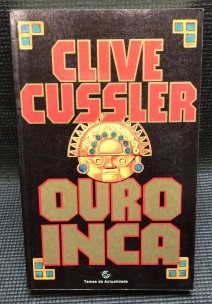 CLIVE
CUSSLER
OURO
INCA
Temas da Actualidade